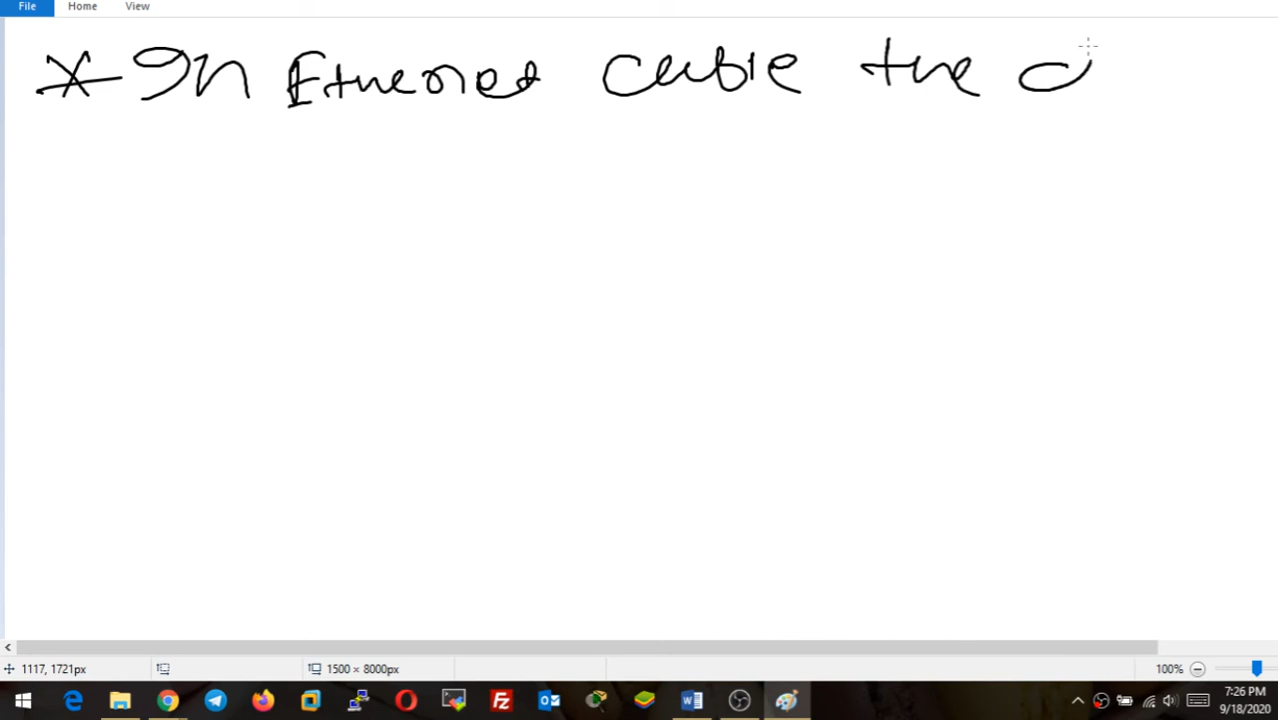 File Home View
* In Ethernet cable the
1117, 1721px 1500 × 8000px 100%
7:26 PM
9/18/2020